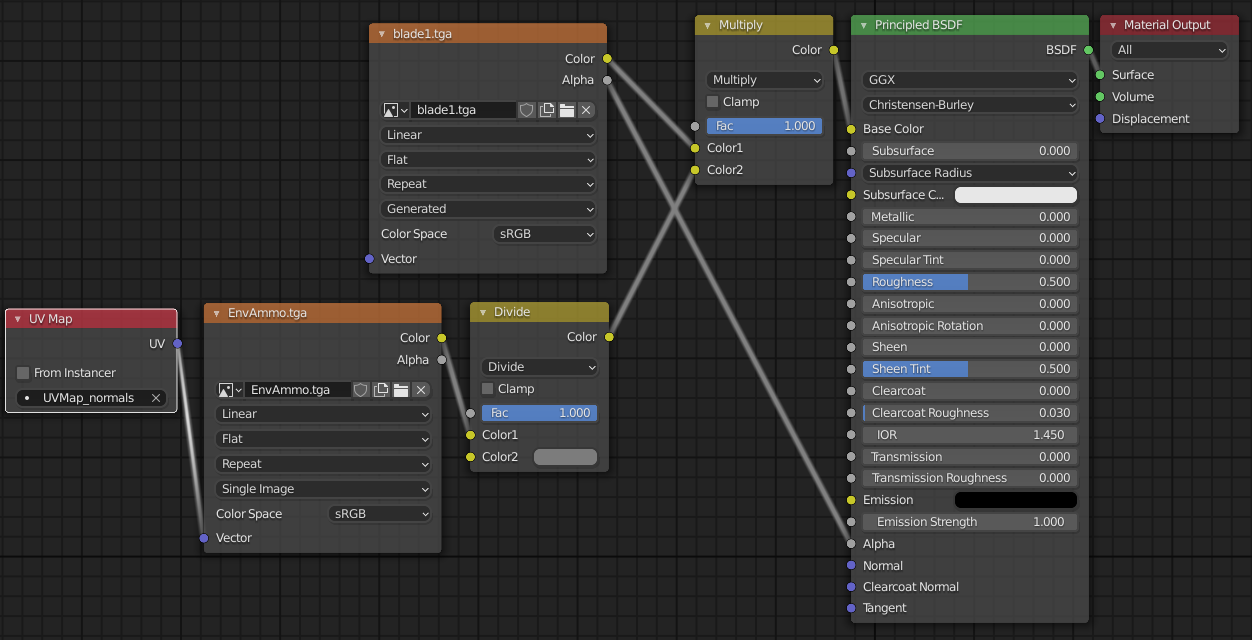 blade1.tga
Color
Alpha
blade1.tga
Linear
Flat
Repeat
Generated
Color Space sRGB
Vector
UV Map
UV
From Instancer
UVMap_normals
EnvAmmo.tga
Color
Alpha
EnvAmmo.tga
Linear
Flat
Repeat
Single Image
Color Space sRGB
Vector
Divide
Color
Divide
Clamp
Fac 1.000
Color1
Color2
Multiply
Color
Multiply
Clamp
Fac 1.000
Color1
Color2
Principled BSDF
BSDF
GGX
Christensen-Burley
Base Color
Subsurface 0.000
Subsurface Radius
Subsurface C...
Metallic 0.000
Specular 0.000
Specular Tint 0.000
Roughness 0.500
Anisotropic 0.000
Anisotropic Rotation 0.000
Sheen 0.000
Sheen Tint 0.500
Clearcoat 0.000
Clearcoat Roughness 0.030
IOR 1.450
Transmission 0.000
Transmission Roughness 0.000
Emission
Emission Strength 1.000
Alpha
Normal
Clearcoat Normal
Tangent
Material Output
All
Surface
Volume
Displacement